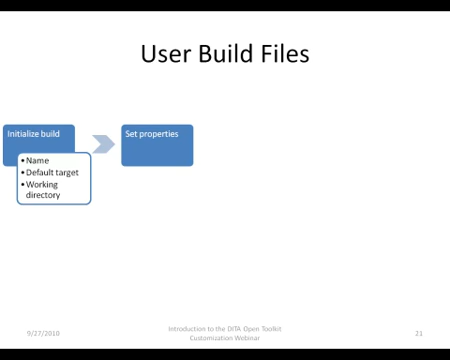 User Build Files
Initialize build
• Name
• Default target
• Working
directory
Set properties
9/27/2010
Introduction to the DITA Open Toolkit
Customization Webinar
21